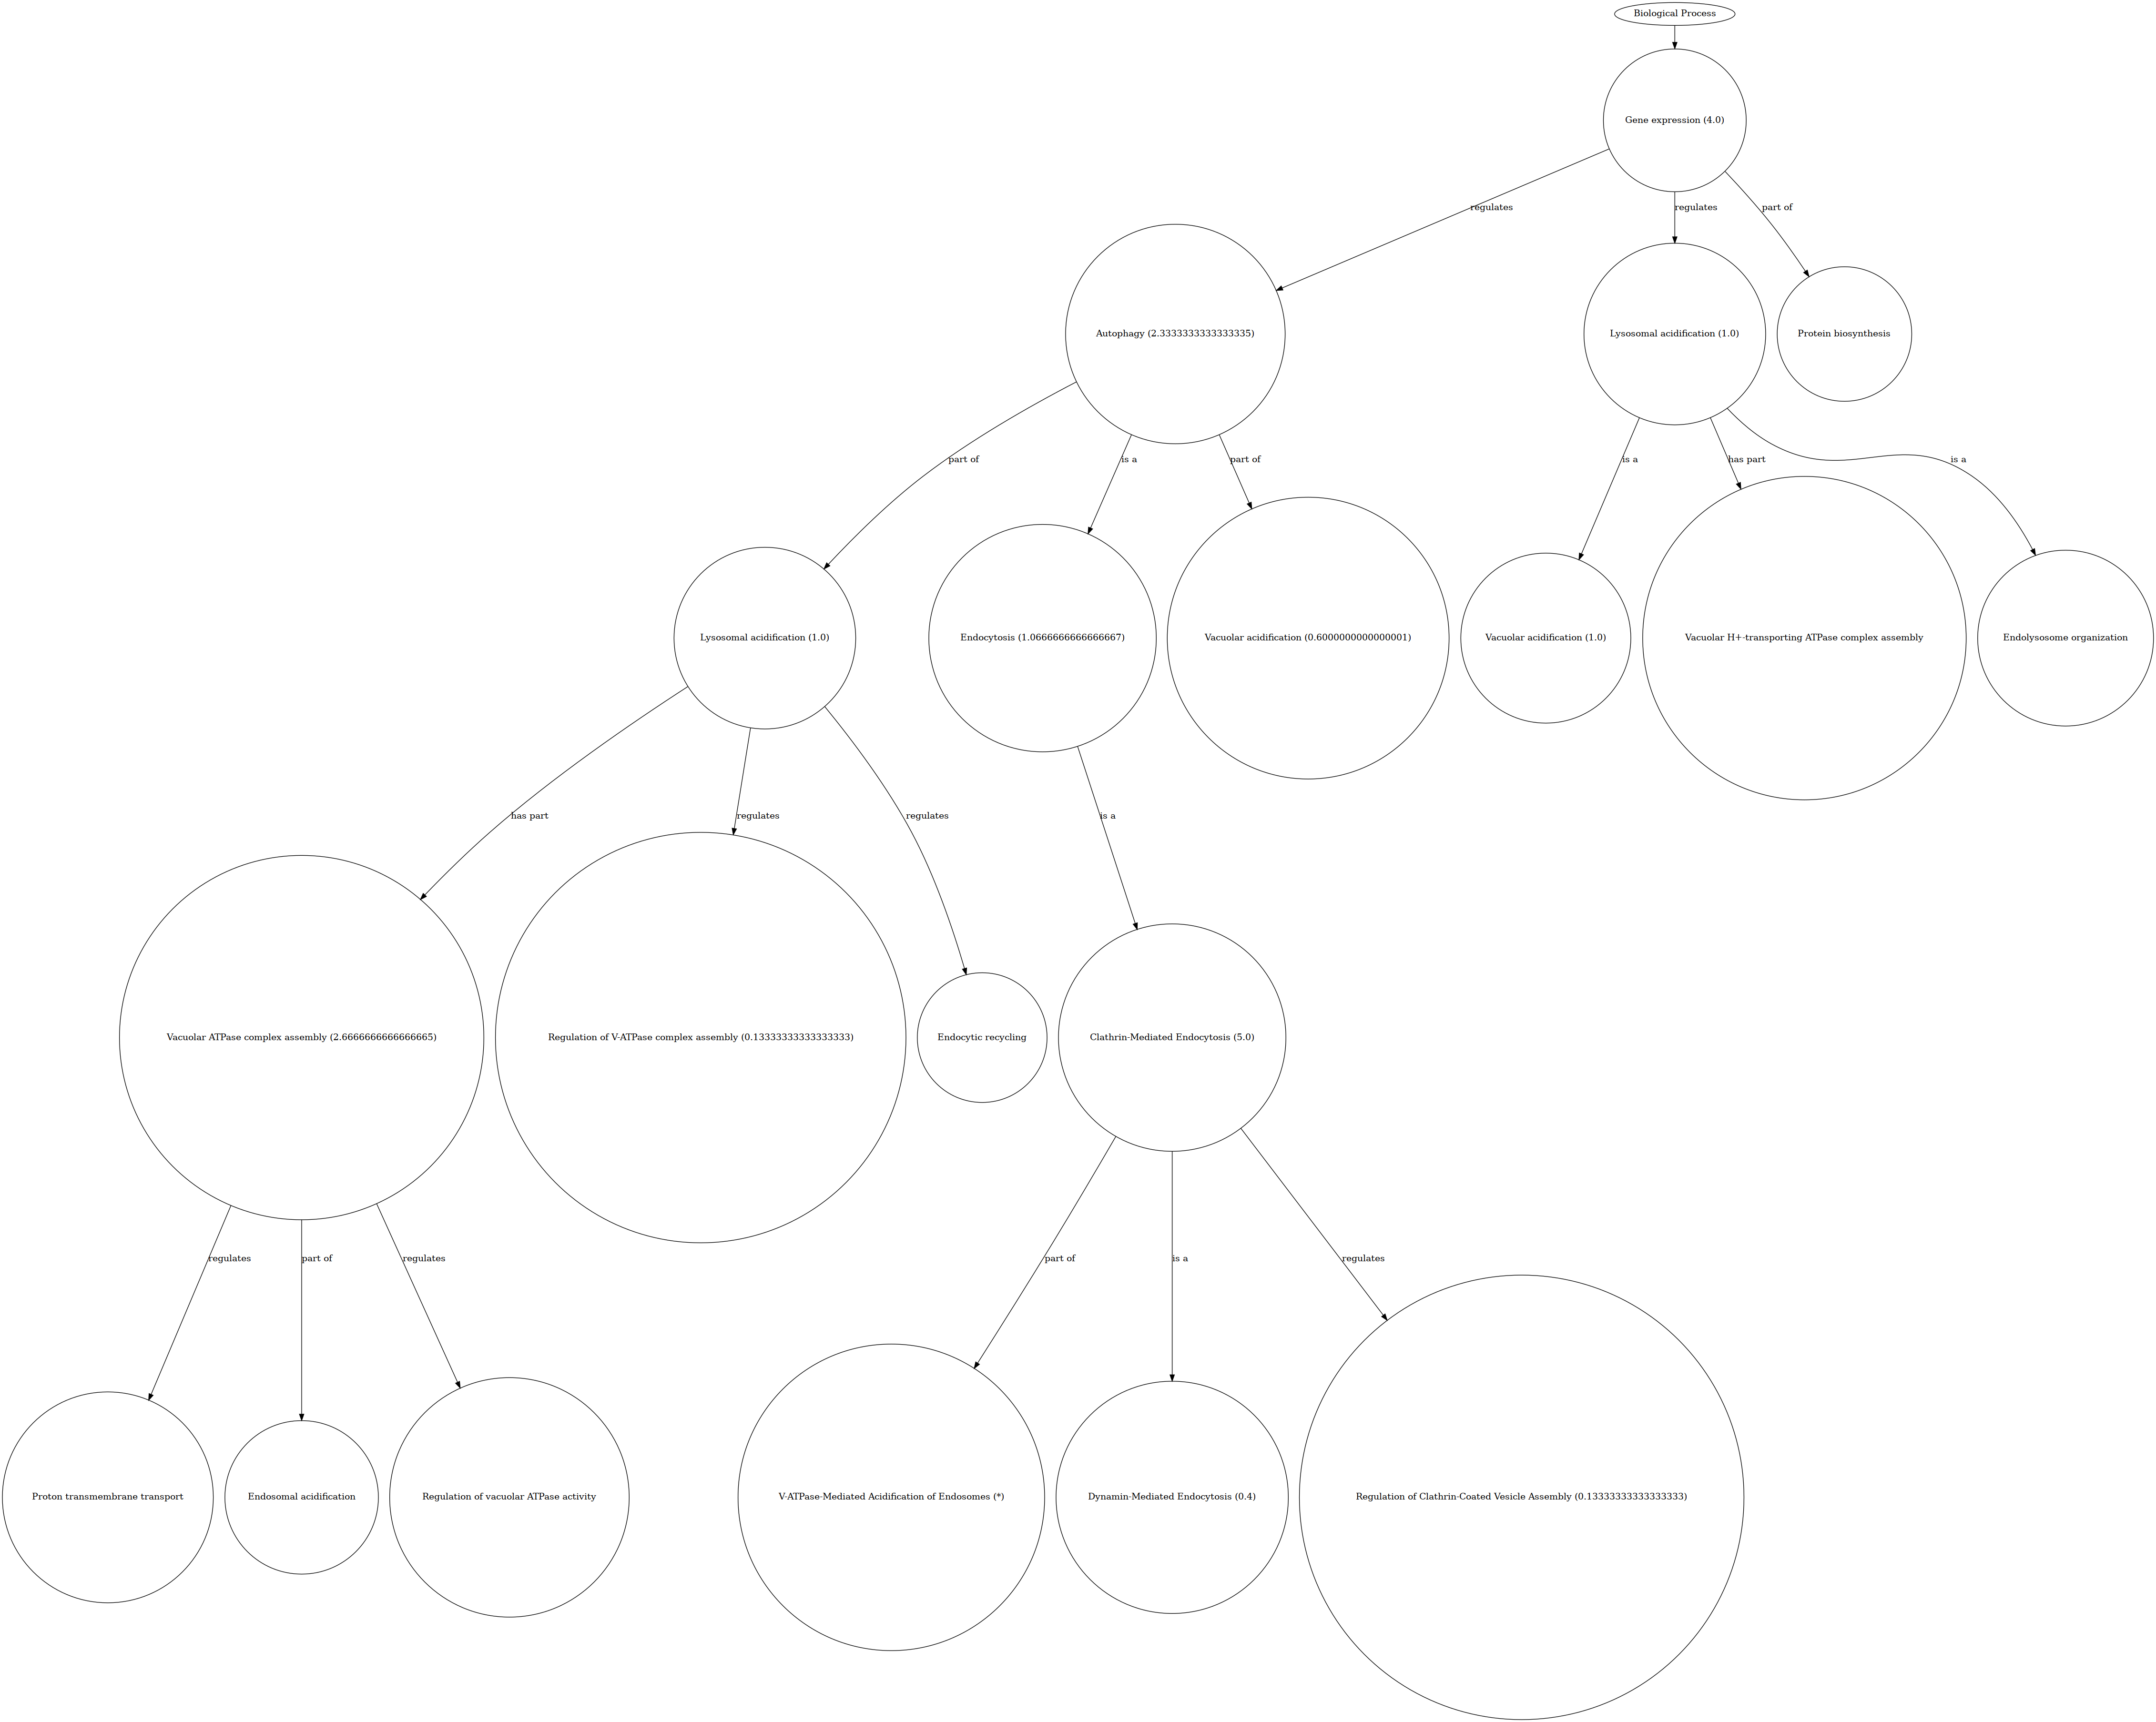 Biological Process
Gene expression (4.0)
regulates
regulates
part of
Autophagy (2.3333333333333335)
Lysosomal acidification (1.0)
Protein biosynthesis
part of
is a
part of
is a
has part
is a
Lysosomal acidification (1.0)
Endocytosis (1.0666666666666667)
Vacuolar acidification (0.6000000000000001)
Vacuolar acidification (1.0)
Vacuolar H+-transporting ATPase complex assembly
Endolysosome organization
has part
regulates
regulates
is a
Vacuolar ATPase complex assembly (2.6666666666666665)
Regulation of V-ATPase complex assembly (0.13333333333333333)
Endocytic recycling
Clathrin-Mediated Endocytosis (5.0)
regulates
part of
regulates
part of
is a
regulates
Proton transmembrane transport
Endosomal acidification
Regulation of vacuolar ATPase activity
V-ATPase-Mediated Acidification of Endosomes (*)
Dynamin-Mediated Endocytosis (0.4)
Regulation of Clathrin-Coated Vesicle Assembly (0.13333333333333333)